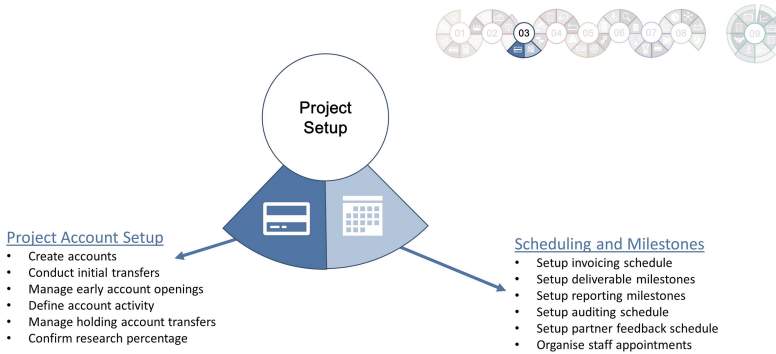 01 02 03 04 05 06 07 08 09
Project
Setup
Project Account Setup
• Create accounts
• Conduct initial transfers
• Manage early account openings
• Define account activity
• Manage holding account transfers
• Confirm research percentage
Scheduling and Milestones
• Setup invoicing schedule
• Setup deliverable milestones
• Setup reporting milestones
• Setup auditing schedule
• Setup partner feedback schedule
• Organise staff appointments